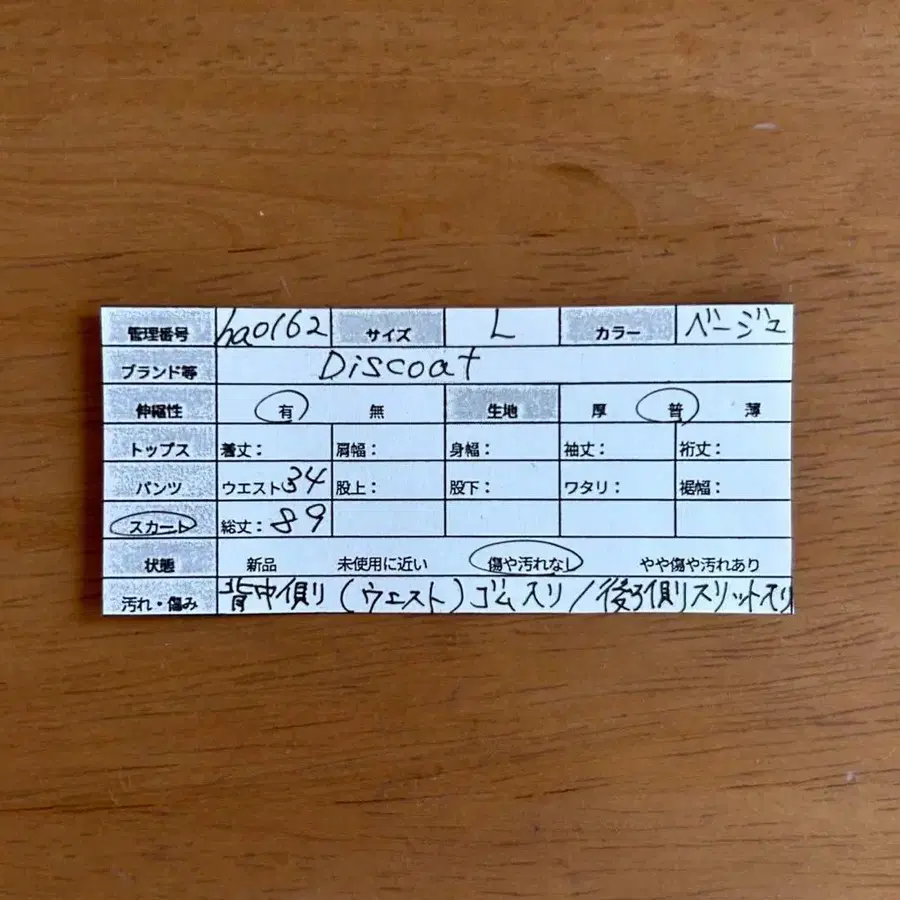 管理番号 ha0162 サイズ L カラー ベージュ
ブランド等 Discoat
伸縮性 有 無 生地 厚 普 薄
トップス 着丈: 肩幅: 身幅: 袖丈: 裄丈:
パンツ ウエスト34 股上: 股下: ワタリ: 裾幅:
スカート 総丈:89
状態 新品 未使用に近い 傷や汚れなし やや傷や汚れあり
汚れ・傷み 背中側(ウエスト)ゴム入り/後ろ側スリット入り